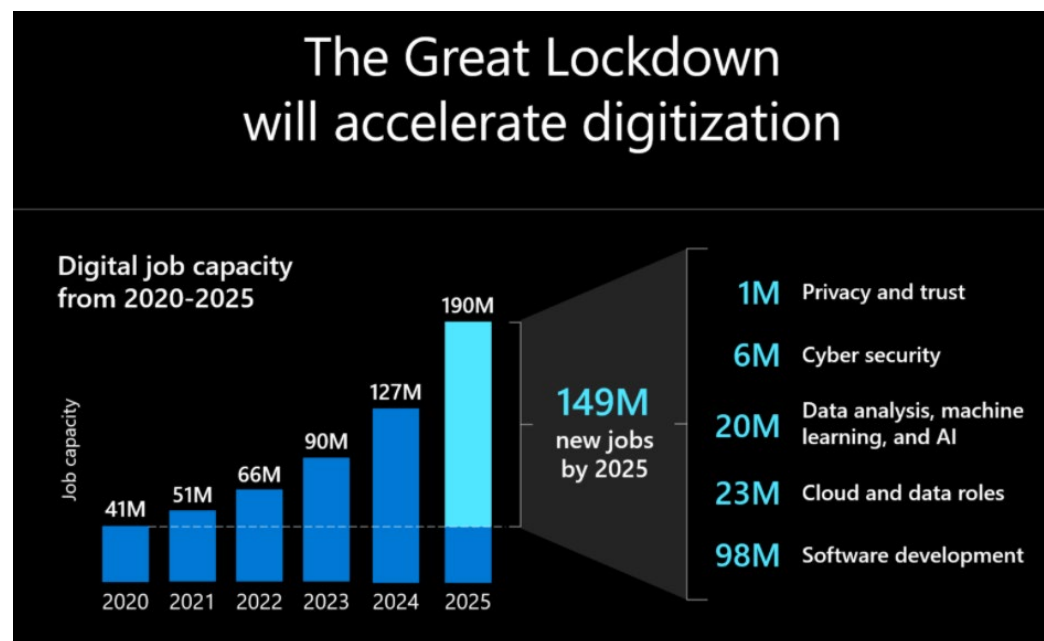 The Great Lockdown
will accelerate digitization
Digital job capacity
from 2020-2025
Job capacity
41M
51M
66M
90M
127M
190M
2020
2021
2022
2023
2024
2025
149M
new jobs
by 2025
1M Privacy and trust
6M Cyber security
20M Data analysis, machine
learning, and AI
23M Cloud and data roles
98M Software development